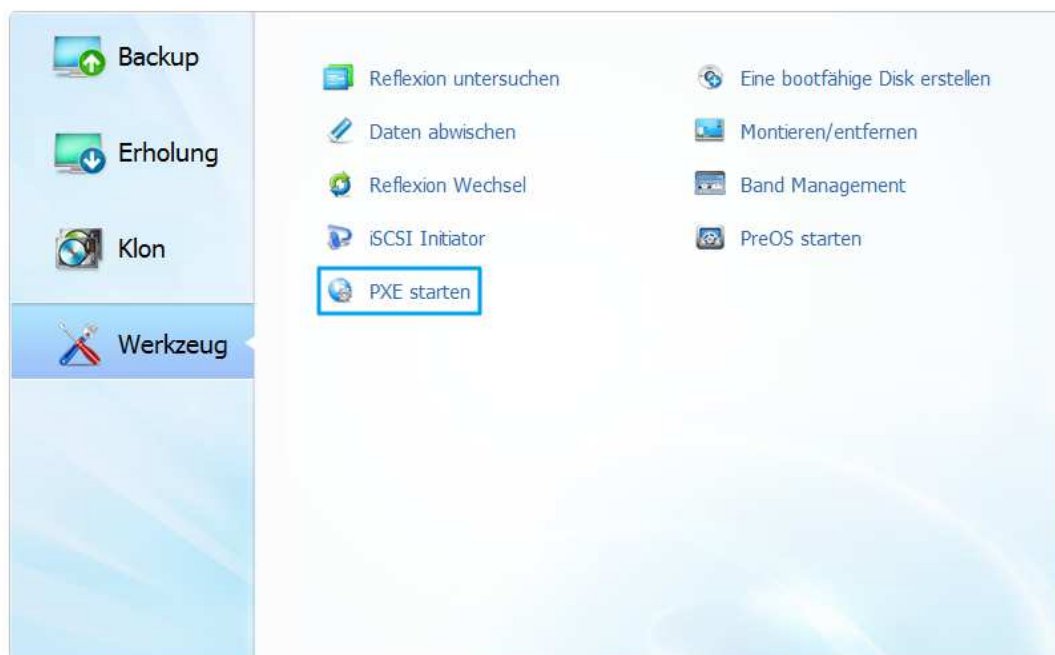 Backup
Erholung
Klon
Werkzeug
Reflexion untersuchen
Eine bootfähige Disk erstellen
Daten abwischen
Montieren/entfernen
Reflexion Wechsel
Band Management
iSCSI Initiator
PreOS starten
PXE starten